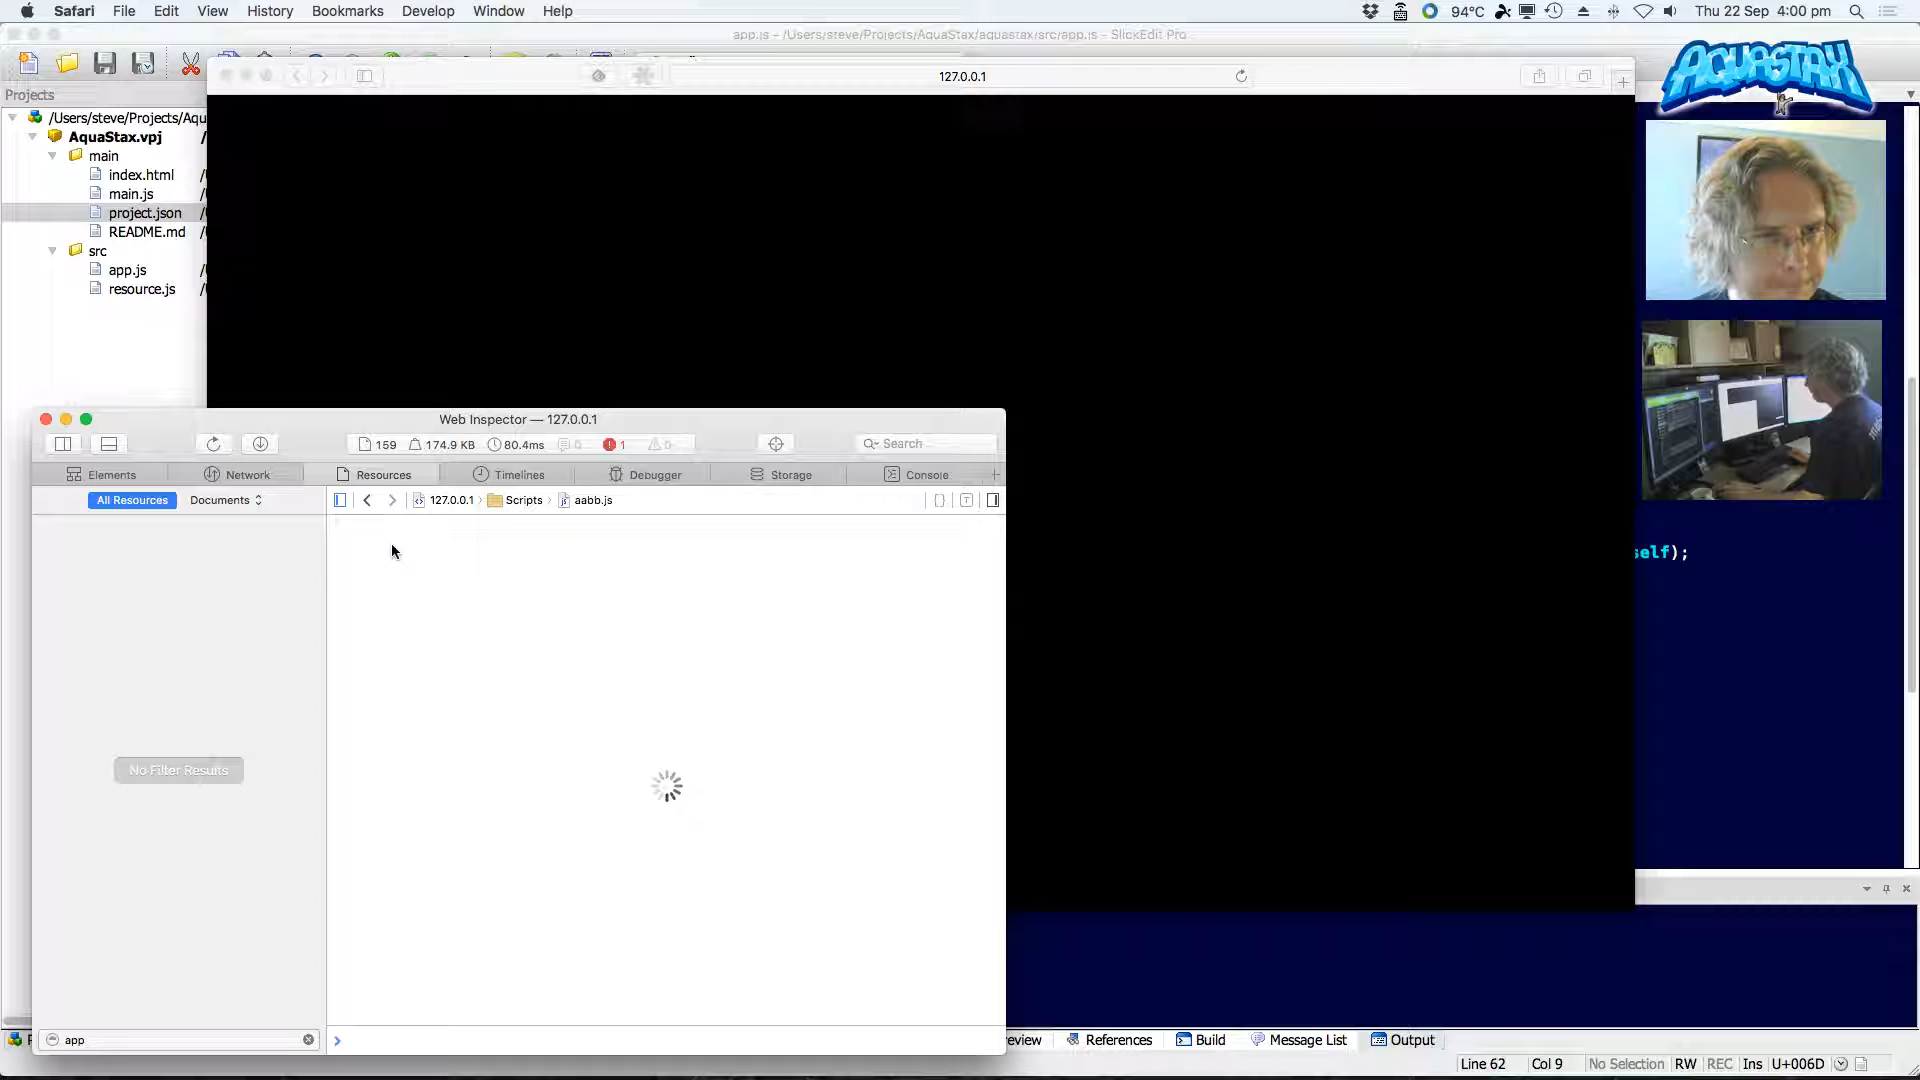 Safari File Edit View History Bookmarks Develop Window Help
94°C Thu 22 Sep 4:00 pm
app.js – /Users/steve/Projects/AquaStax/aquastax/src/app.js – SlickEdit Pro
127.0.0.1
AQUASTAX
Projects
/Users/steve/Projects/Aqu
AquaStax.vpj
main
index.html
main.js
project.json
README.md
src
app.js
resource.js
Web Inspector — 127.0.0.1
159 174.9 KB 80.4ms 0 1 0
Search
Elements Network Resources Timelines Debugger Storage Console
All Resources Documents
127.0.0.1 Scripts aabb.js
self);
No Filter Results
app
review References Build Message List Output
Line 62 Col 9 No Selection RW REC Ins U+006D